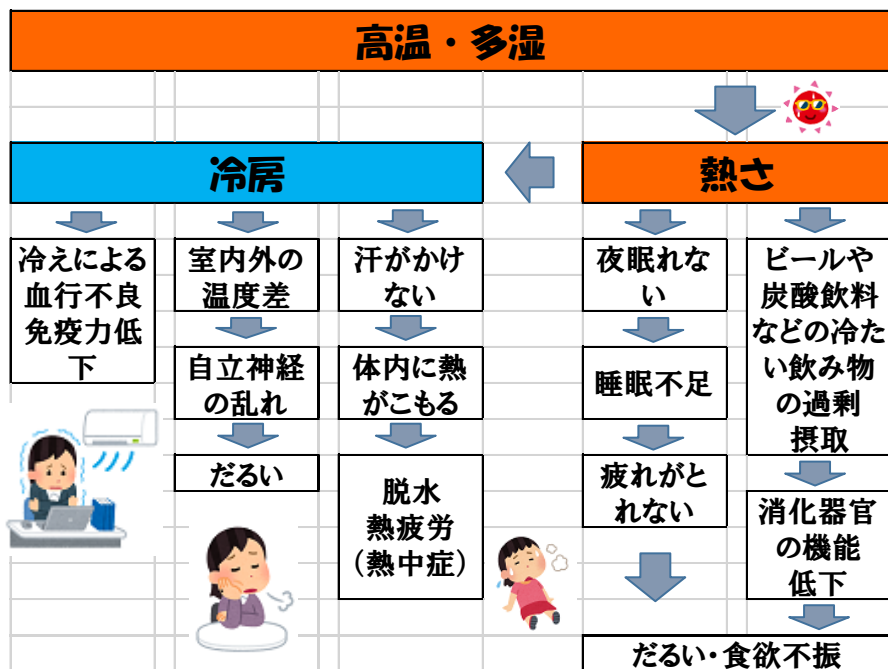 高温・多湿
冷房
熱さ
冷えによる
血行不良
免疫力低
下
室内外の
温度差
自立神経
の乱れ
だるい
汗がかけ
ない
体内に熱
がこもる
脱水
熱疲労
（熱中症）
夜眠れな
い
睡眠不足
疲れがと
れない
ビールや
炭酸飲料
などの冷た
い飲み物
の過剰
摂取
消化器官
の機能
低下
だるい・食欲不振